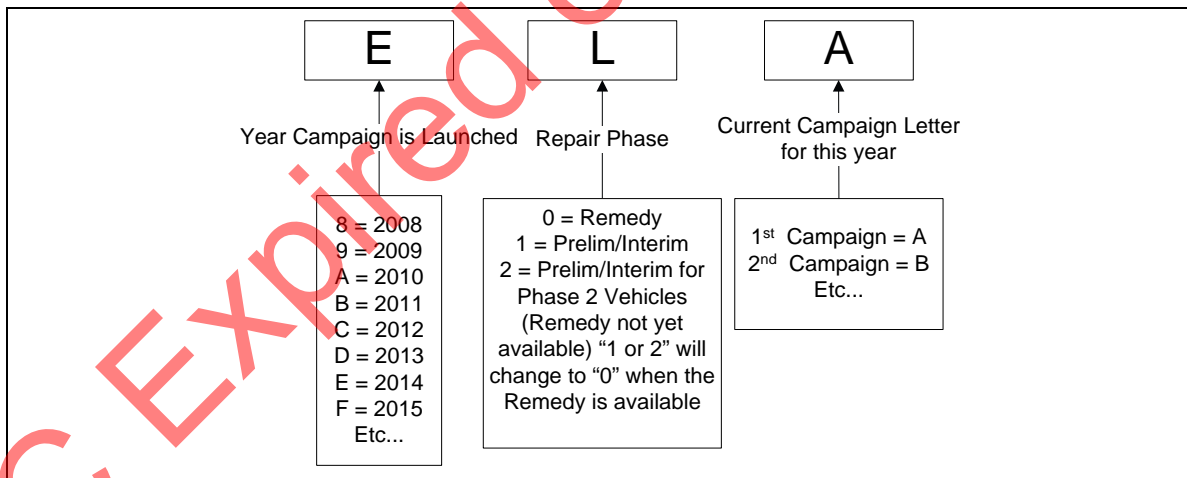 E
L
A
Year Campaign is Launched
Repair Phase
Current Campaign Letter
for this year
8 = 2008
9 = 2009
A = 2010
B = 2011
C = 2012
D = 2013
E = 2014
F = 2015
Etc...
0 = Remedy
1 = Prelim/Interim
2 = Prelim/Interim for
Phase 2 Vehicles
(Remedy not yet
available) “1 or 2” will
change to “0” when the
Remedy is available
1st Campaign = A
2nd Campaign = B
Etc...
Expired